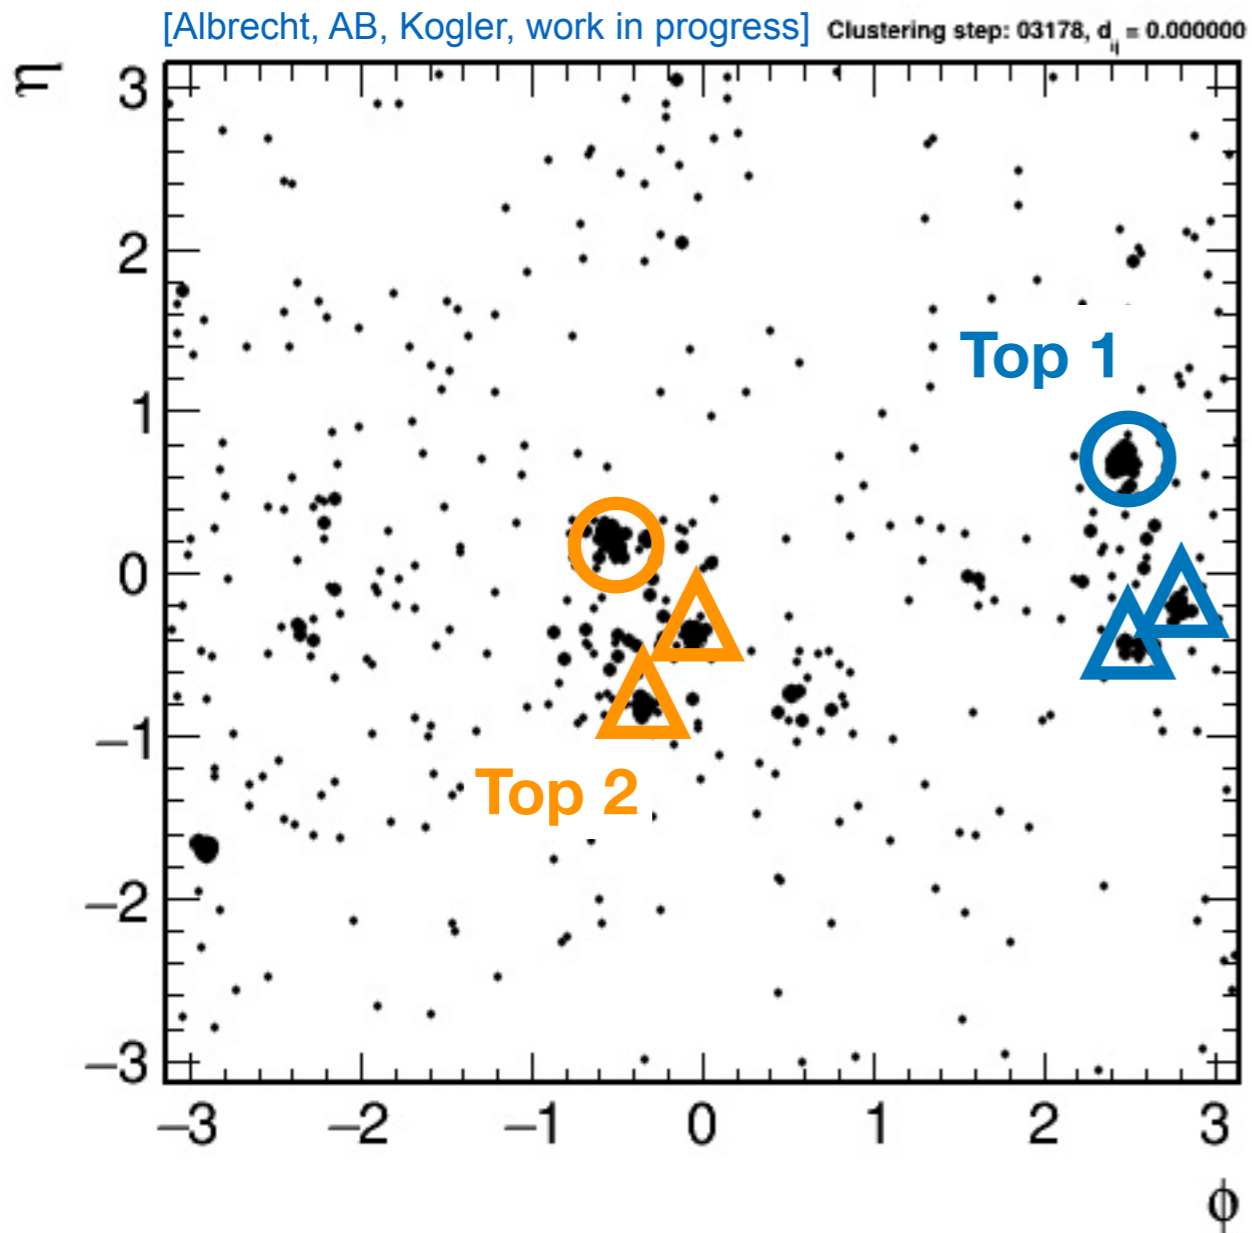 [Albrecht, AB, Kogler, work in progress] Clustering step: 03178, d_ij = 0.000000
η
3
2
Top 1
1
0
−1
Top 2
−2
−3
−3 −2 −1 0 1 2 3
ϕ